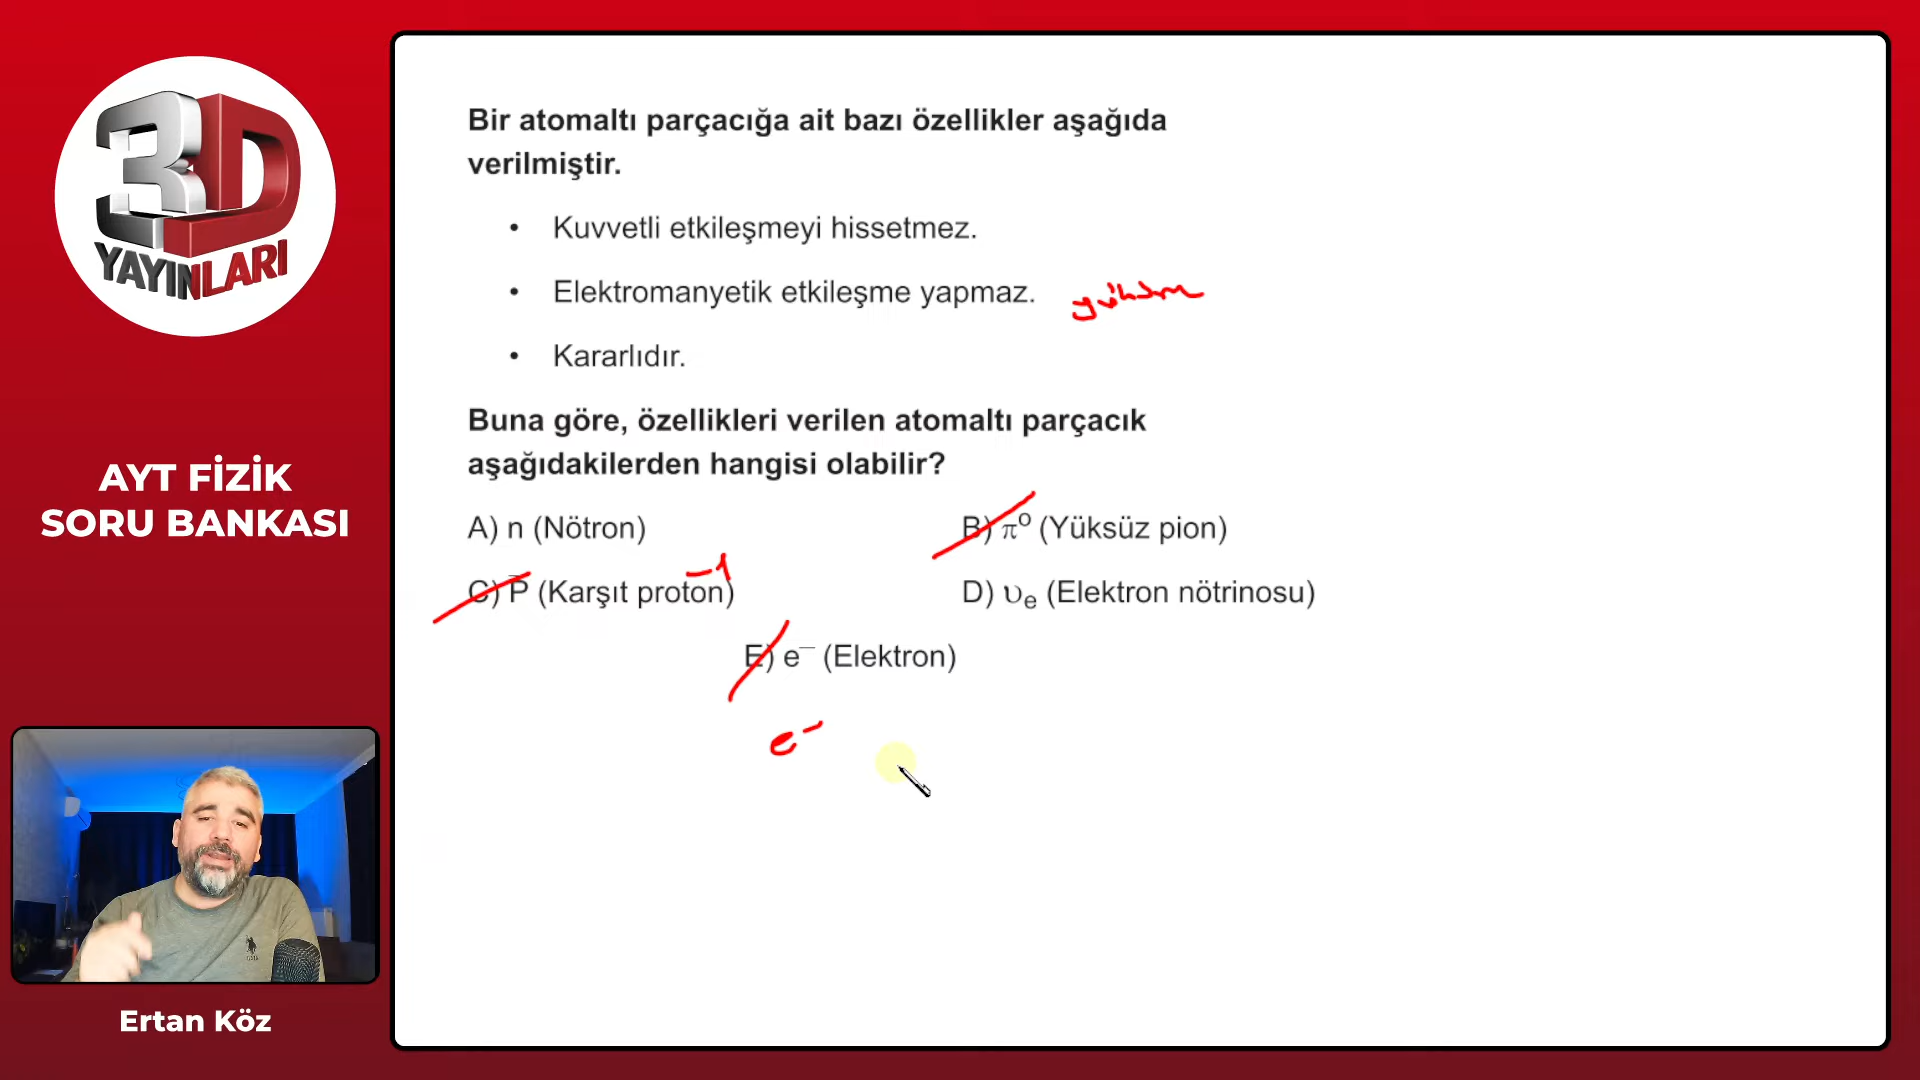 3D
YAYINLARI
AYT FİZİK
SORU BANKASI
Ertan Köz
Bir atomaltı parçacığa ait bazı özellikler aşağıda
verilmiştir.
• Kuvvetli etkileşmeyi hissetmez.
• Elektromanyetik etkileşme yapmaz.
• Kararlıdır.
Buna göre, özellikleri verilen atomaltı parçacık
aşağıdakilerden hangisi olabilir?
A) n (Nötron) B) π⁰ (Yüksüz pion)
-1
C) P̅ (Karşıt proton) D) υₑ (Elektron nötrinosu)
E) e⁻ (Elektron)
e⁻